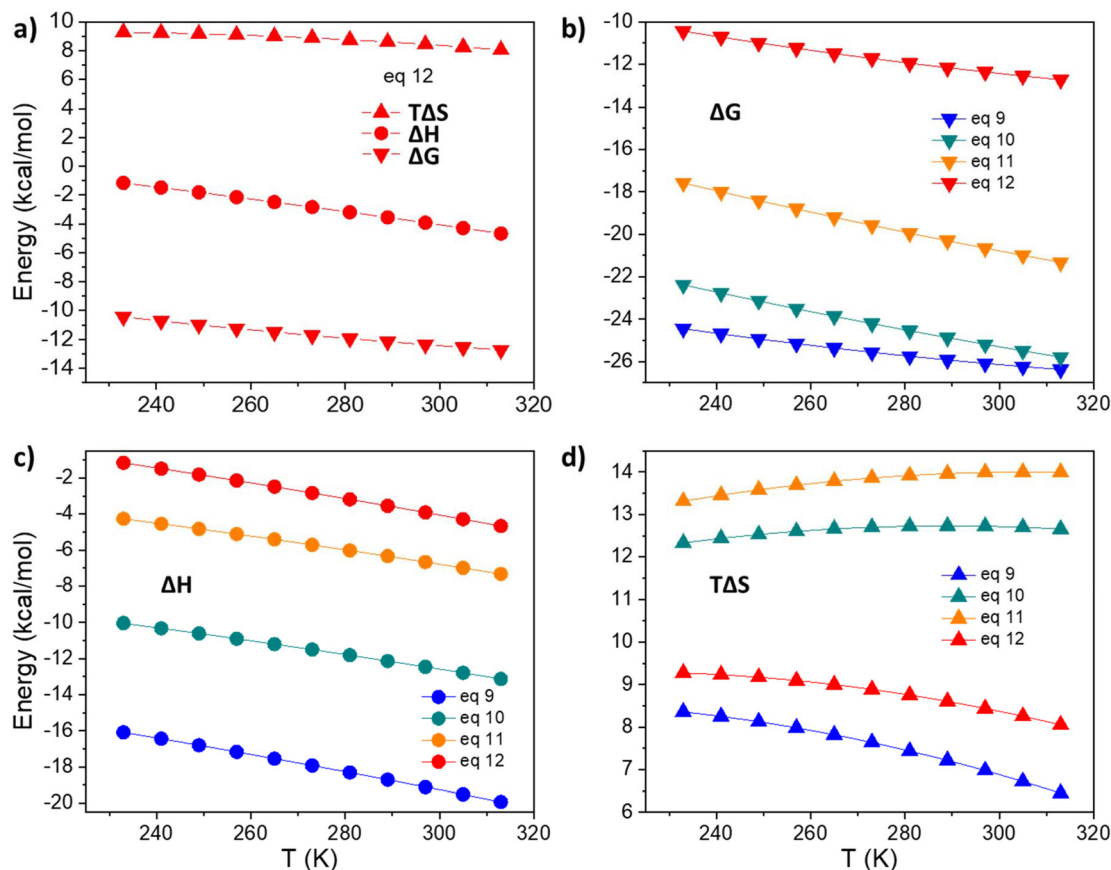 a)
10
8
6
4
2
0
-2
-4
-6
-8
-10
-12
-14
Energy (kcal/mol)
eq 12
TΔS
ΔH
ΔG
240 260 280 300 320
b)
-10
-12
-14
-16
-18
-20
-22
-24
-26
ΔG
eq 9
eq 10
eq 11
eq 12
240 260 280 300 320
c)
-2
-4
-6
-8
-10
-12
-14
-16
-18
-20
Energy (kcal/mol)
ΔH
eq 9
eq 10
eq 11
eq 12
240 260 280 300 320
T (K)
d)
14
13
12
11
10
9
8
7
6
TΔS
eq 9
eq 10
eq 11
eq 12
240 260 280 300 320
T (K)